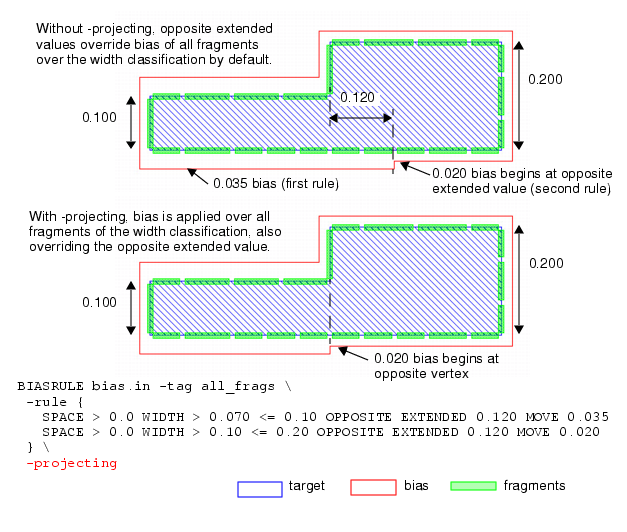 Without -projecting, opposite extended
values override bias of all fragments
over the width classification by default.
0.100
0.120
0.200
0.035 bias (first rule)
0.020 bias begins at opposite
extended value (second rule)
With -projecting, bias is applied over all
fragments of the width classification, also
overriding the opposite extended value.
0.100
0.200
0.020 bias begins at
opposite vertex
BIASRULE bias.in -tag all_frags \
-rule {
SPACE > 0.0 WIDTH > 0.070 <= 0.10 OPPOSITE EXTENDED 0.120 MOVE 0.035
SPACE > 0.0 WIDTH > 0.10 <= 0.20 OPPOSITE EXTENDED 0.120 MOVE 0.020
} \
-projecting
target bias fragments